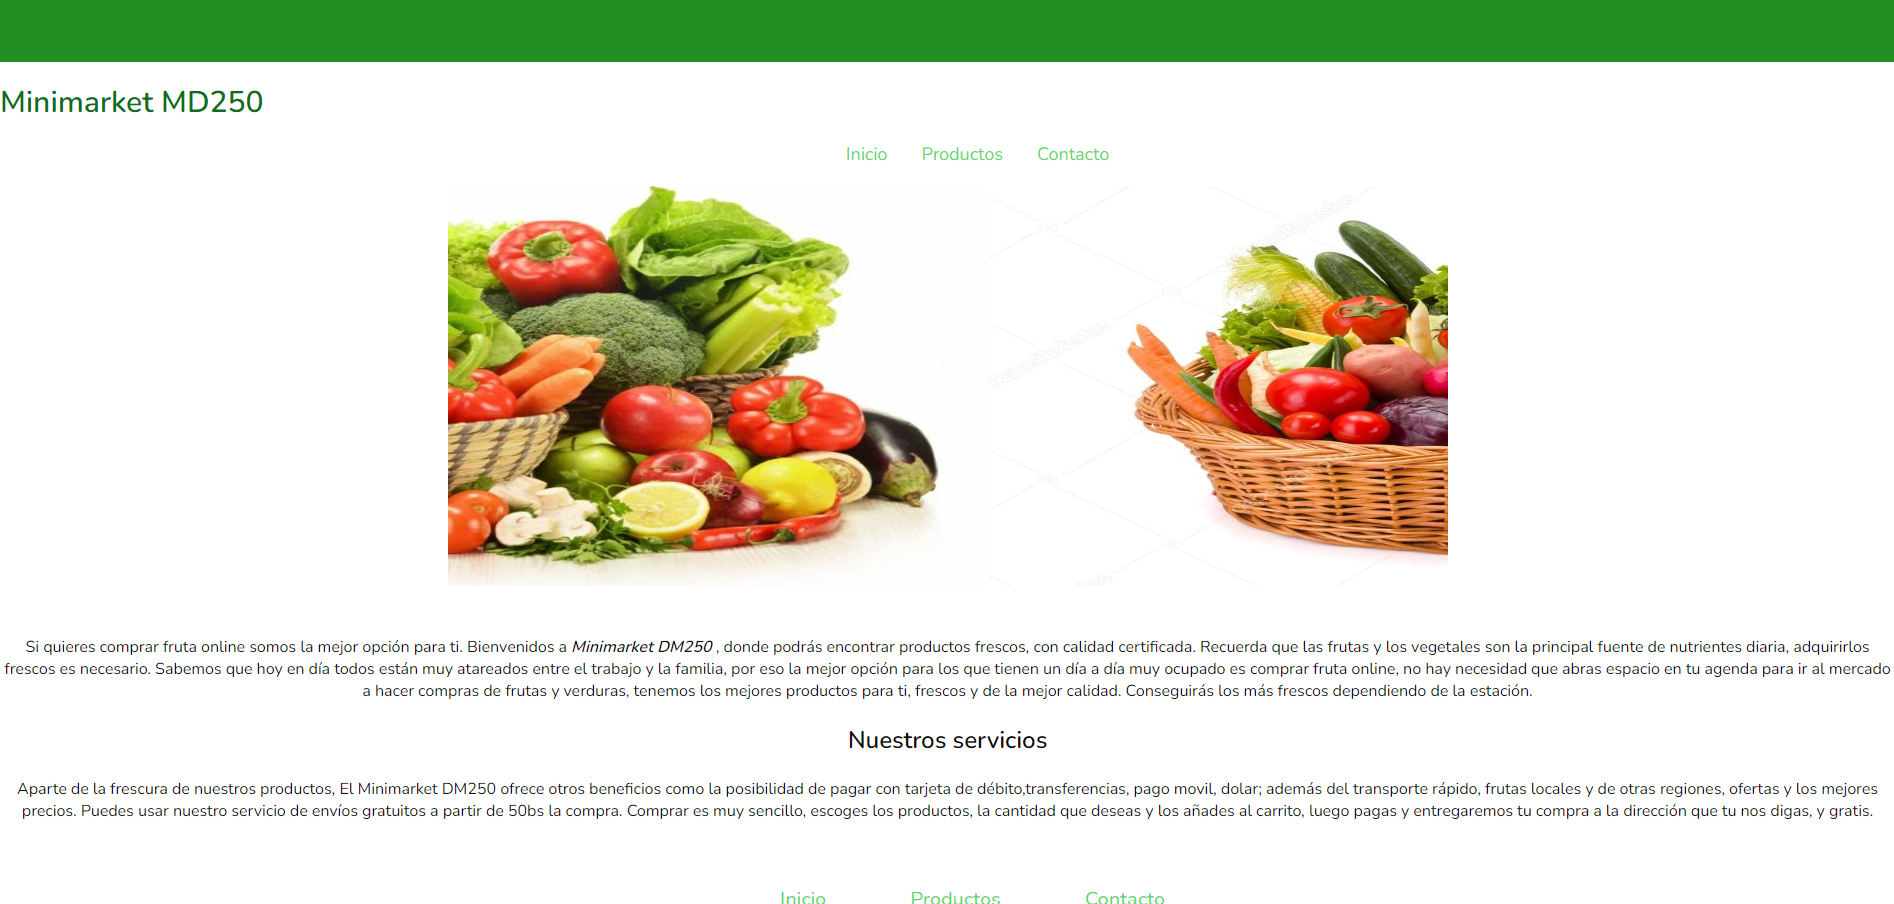 Minimarket MD250
Inicio Productos Contacto
Si quieres comprar fruta online somos la mejor opción para ti. Bienvenidos a Minimarket DM250 , donde podrás encontrar productos frescos, con calidad certificada. Recuerda que las frutas y los vegetales son la principal fuente de nutrientes diaria, adquirirlos
frescos es necesario. Sabemos que hoy en día todos están muy atareados entre el trabajo y la familia, por eso la mejor opción para los que tienen un día a día muy ocupado es comprar fruta online, no hay necesidad que abras espacio en tu agenda para ir al mercado
a hacer compras de frutas y verduras, tenemos los mejores productos para ti, frescos y de la mejor calidad. Conseguirás los más frescos dependiendo de la estación.
Nuestros servicios
Aparte de la frescura de nuestros productos, El Minimarket DM250 ofrece otros beneficios como la posibilidad de pagar con tarjeta de débito,transferencias, pago movil, dolar; además del transporte rápido, frutas locales y de otras regiones, ofertas y los mejores
precios. Puedes usar nuestro servicio de envíos gratuitos a partir de 50bs la compra. Comprar es muy sencillo, escoges los productos, la cantidad que deseas y los añades al carrito, luego pagas y entregaremos tu compra a la dirección que tu nos digas, y gratis.
Inicio Productos Contacto